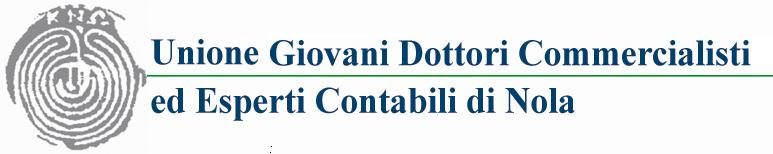 Unione Giovani Dottori Commercialisti
ed Esperti Contabili di Nola